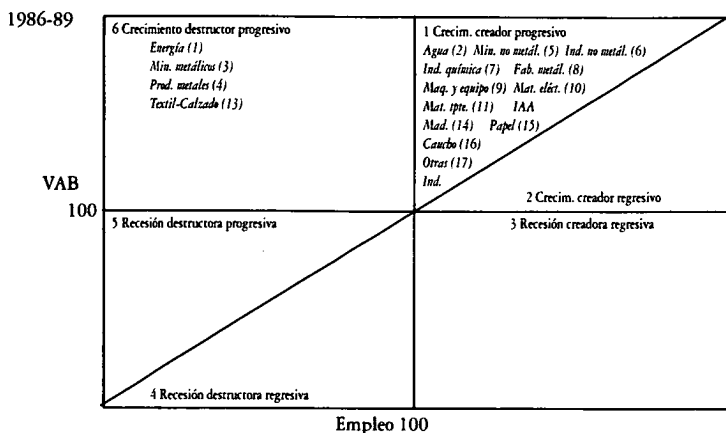 1986-89
6 Crecimiento destructor progresivo
Energía (1)
Min. metálicos (3)
Prod. metales (4)
Textil-Calzado (13)
1 Crecim. creador progresivo
Agua (2) Min. no metál. (5) Ind. no metál. (6)
Ind. química (7) Fab. metál. (8)
Maq. y equipo (9) Mat. eléct. (10)
Mat. tpte. (11) IAA
Mad. (14) Papel (15)
Caucho (16)
Otras (17)
Ind.
2 Crecim. creador regresivo
VAB
100
5 Recesión destructora progresiva
3 Recesión creadora regresiva
4 Recesión destructora regresiva
Empleo 100